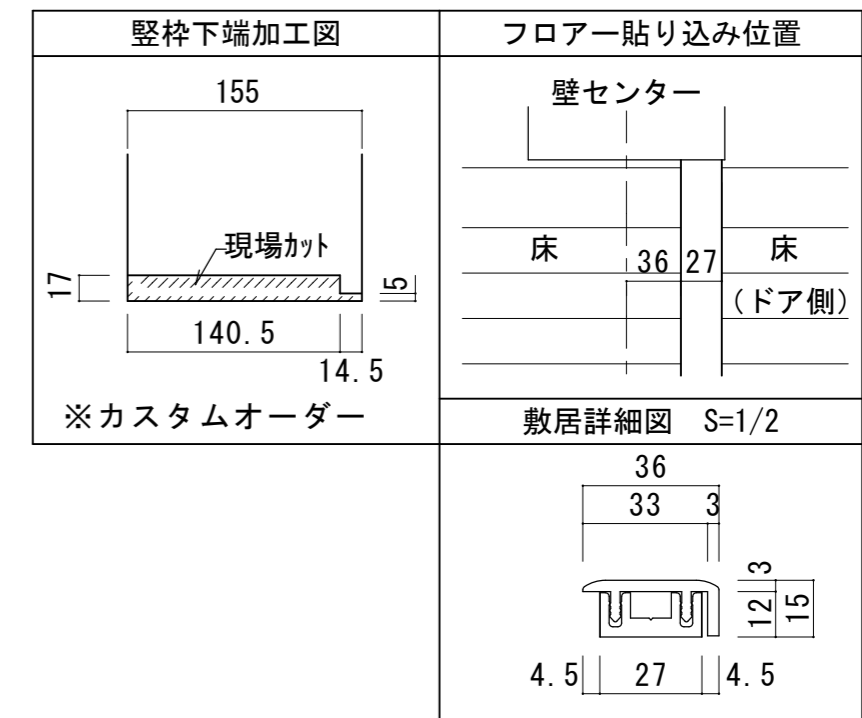 竪枠下端加工図
155
現場ｶｯﾄ
17
5
140.5
14.5
※カスタムオーダー
フロアー貼り込み位置
壁センター
床
36
27
床
(ドア側)
敷居詳細図 S=1/2
36
33
3
3
12
15
4.5
27
4.5